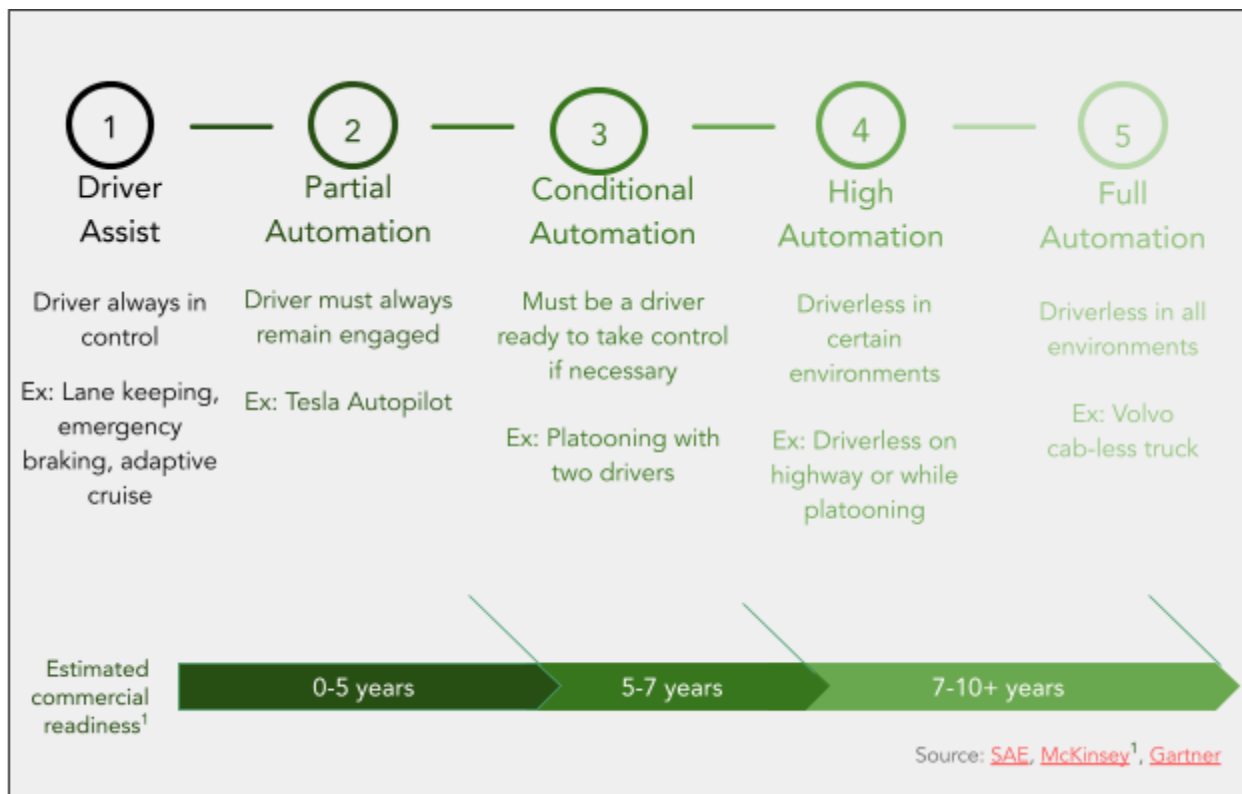 1
Driver
Assist
Driver always in
control
Ex: Lane keeping,
emergency
braking, adaptive
cruise
2
Partial
Automation
Driver must always
remain engaged
Ex: Tesla Autopilot
3
Conditional
Automation
Must be a driver
ready to take control
if necessary
Ex: Platooning with
two drivers
4
High
Automation
Driverless in
certain
environments
Ex: Driverless on
highway or while
platooning
5
Full
Automation
Driverless in all
environments
Ex: Volvo
cab-less truck
Estimated
commercial
readiness¹
0-5 years
5-7 years
7-10+ years
Source: SAE, McKinsey¹, Gartner